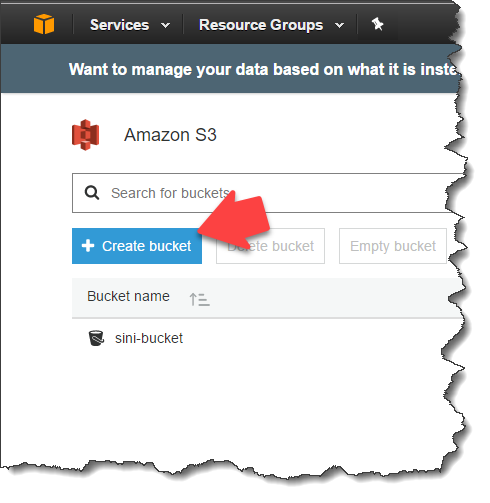 Services Resource Groups
Want to manage your data based on what it is inste
Amazon S3
Search for buckets
Create bucket Delete bucket Empty bucket
Bucket name
sini-bucket